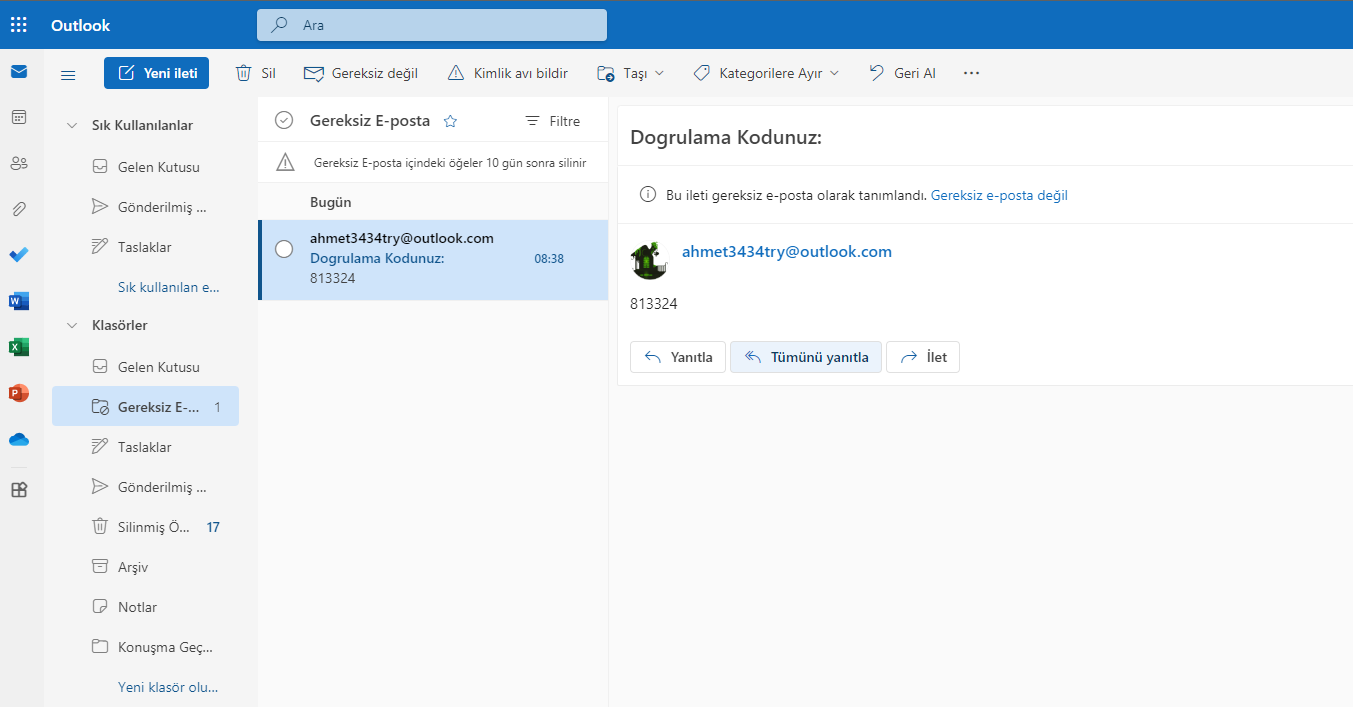 Outlook
Ara
Yeni ileti
Sil
Gereksiz değil
Kimlik avı bildir
Taşı
Kategorilere Ayır
Geri Al
Sık Kullanılanlar
Gelen Kutusu
Gönderilmiş ...
Taslaklar
Sık kullanılan e...
Klasörler
Gelen Kutusu
Gereksiz E-... 1
Taslaklar
Gönderilmiş ...
Silinmiş Ö... 17
Arşiv
Notlar
Konuşma Geç...
Yeni klasör olu...
Gereksiz E-posta
Filtre
Gereksiz E-posta içindeki öğeler 10 gün sonra silinir
Bugün
ahmet3434try@outlook.com
Dogrulama Kodunuz: 08:38
813324
Dogrulama Kodunuz:
Bu ileti gereksiz e-posta olarak tanımlandı. Gereksiz e-posta değil
ahmet3434try@outlook.com
813324
Yanıtla
Tümünü yanıtla
İlet